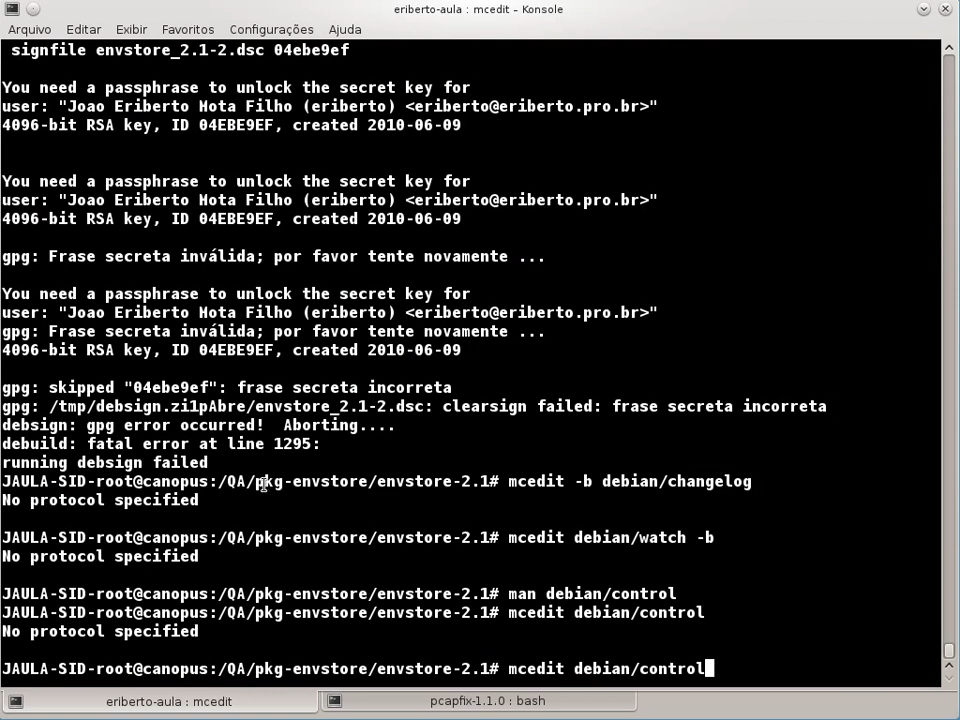 eriberto-aula : mcedit – Konsole
Arquivo Editar Exibir Favoritos Configurações Ajuda
signfile envstore_2.1-2.dsc 04ebe9ef
You need a passphrase to unlock the secret key for
user: "Joao Eriberto Mota Filho (eriberto) <eriberto@eriberto.pro.br>"
4096-bit RSA key, ID 04EBE9EF, created 2010-06-09
You need a passphrase to unlock the secret key for
user: "Joao Eriberto Mota Filho (eriberto) <eriberto@eriberto.pro.br>"
4096-bit RSA key, ID 04EBE9EF, created 2010-06-09
gpg: Frase secreta inválida; por favor tente novamente ...
You need a passphrase to unlock the secret key for
user: "Joao Eriberto Mota Filho (eriberto) <eriberto@eriberto.pro.br>"
gpg: Frase secreta inválida; por favor tente novamente ...
4096-bit RSA key, ID 04EBE9EF, created 2010-06-09
gpg: skipped "04ebe9ef": frase secreta incorreta
gpg: /tmp/debsign.zi1pAbre/envstore_2.1-2.dsc: clearsign failed: frase secreta incorreta
debsign: gpg error occurred!  Aborting....
debuild: fatal error at line 1295:
running debsign failed
JAULA-SID-root@canopus:/QA/pkg-envstore/envstore-2.1# mcedit -b debian/changelog
No protocol specified
JAULA-SID-root@canopus:/QA/pkg-envstore/envstore-2.1# mcedit debian/watch -b
No protocol specified
JAULA-SID-root@canopus:/QA/pkg-envstore/envstore-2.1# man debian/control
JAULA-SID-root@canopus:/QA/pkg-envstore/envstore-2.1# mcedit debian/control
No protocol specified
JAULA-SID-root@canopus:/QA/pkg-envstore/envstore-2.1# mcedit debian/control
eriberto-aula : mcedit
pcapfix-1.1.0 : bash